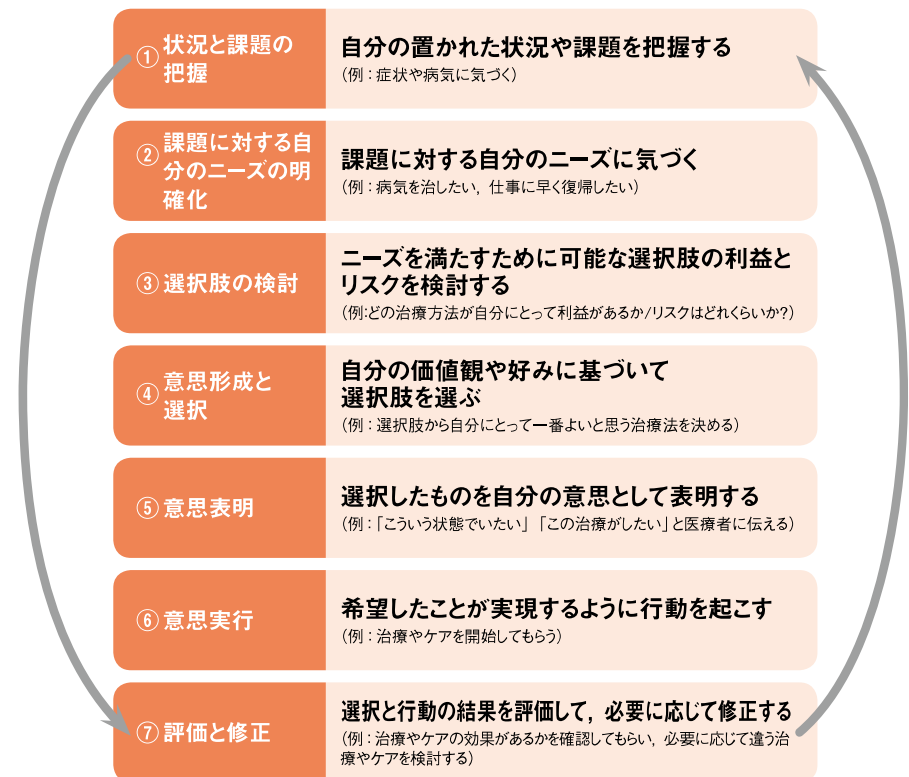 ① 状況と課題の
把握
自分の置かれた状況や課題を把握する
（例：症状や病気に気づく）
② 課題に対する自
分のニーズの明
確化
課題に対する自分のニーズに気づく
（例：病気を治したい，仕事に早く復帰したい）
③ 選択肢の検討
ニーズを満たすために可能な選択肢の利益と
リスクを検討する
（例：どの治療方法が自分にとって利益があるか/リスクはどれくらいか？）
④ 意思形成と
選択
自分の価値観や好みに基づいて
選択肢を選ぶ
（例：選択肢から自分にとって一番よいと思う治療法を決める）
⑤ 意思表明
選択したものを自分の意思として表明する
（例：「こういう状態でいたい」「この治療がしたい」と医療者に伝える）
⑥ 意思実行
希望したことが実現するように行動を起こす
（例：治療やケアを開始してもらう）
⑦ 評価と修正
選択と行動の結果を評価して，必要に応じて修正する
（例：治療やケアの効果があるかを確認してもらい，必要に応じて違う治
療やケアを検討する）